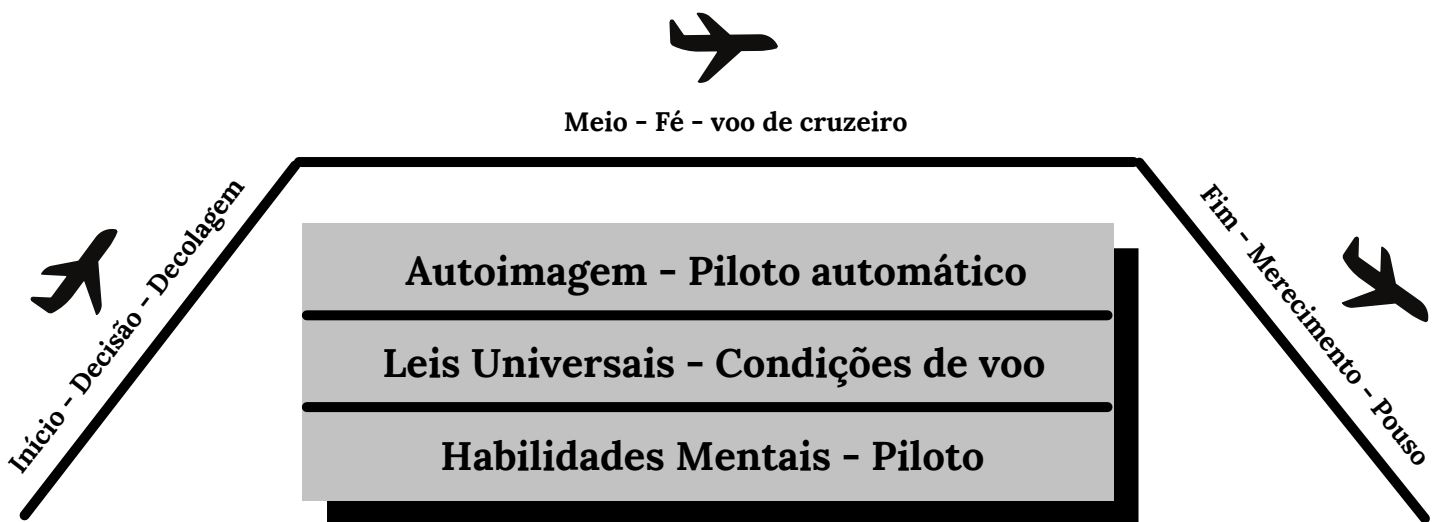 Meio - Fé - voo de cruzeiro
Início - Decisão - Decolagem
Fim - Merecimento - Pouso
Autoimagem - Piloto automático
Leis Universais - Condições de voo
Habilidades Mentais - Piloto